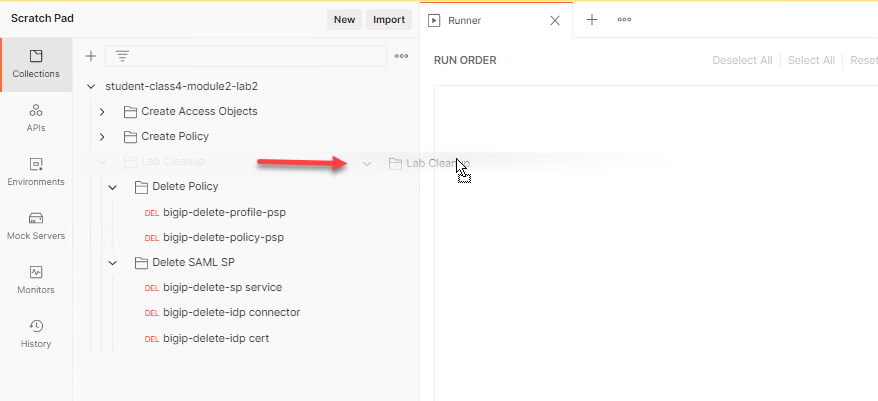 Scratch Pad
New
Import
Runner
Collections
APIs
Environments
Mock Servers
Monitors
History
student-class4-module2-lab2
Create Access Objects
Create Policy
Lab Cleanup
Delete Policy
DEL bigip-delete-profile-psp
DEL bigip-delete-policy-psp
Delete SAML SP
DEL bigip-delete-sp service
DEL bigip-delete-idp connector
DEL bigip-delete-idp cert
RUN ORDER
Deselect All
Select All
Reset
Lab Cleanup